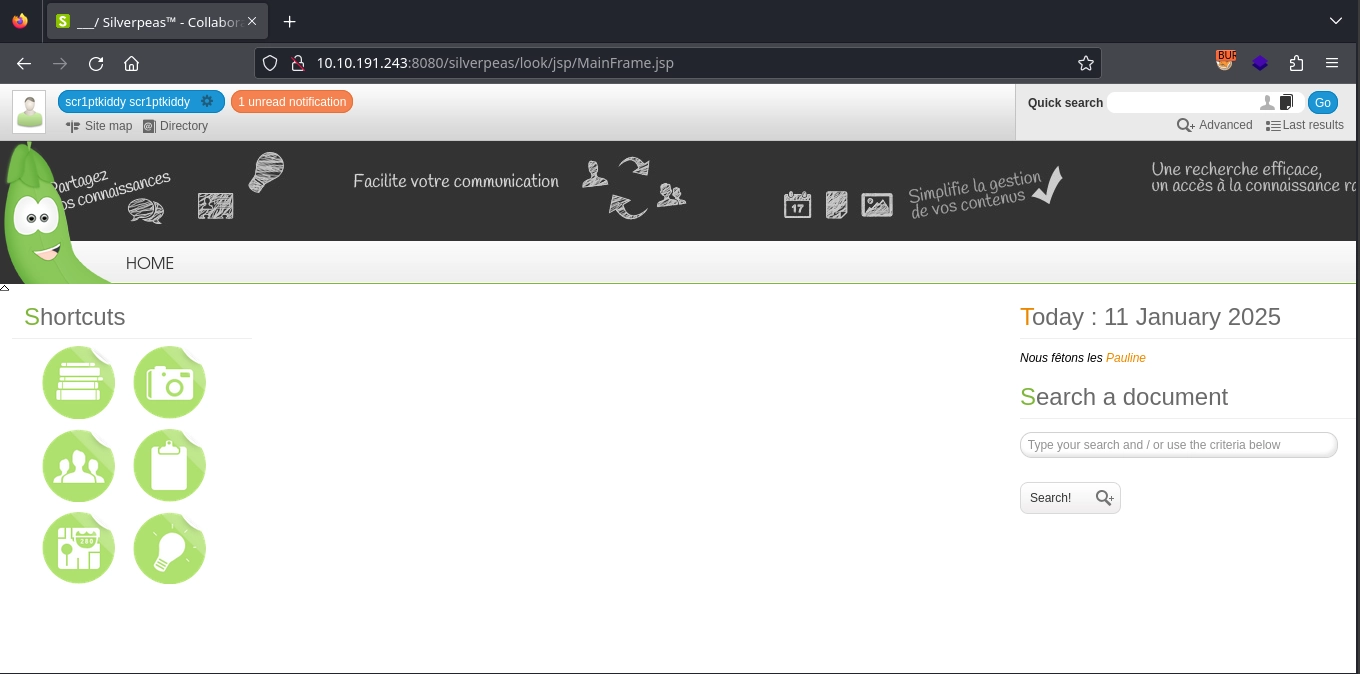 ___/ Silverpeas™ - Collabora
10.10.191.243:8080/silverpeas/look/jsp/MainFrame.jsp
BUR
scr1ptkiddy scr1ptkiddy
1 unread notification
Quick search
Go
Site map
Directory
Advanced
Last results
Partagez
vos connaissances
Facilite votre communication
17
Simplifie la gestion
de vos contenus
Une recherche efficace,
un accès à la connaissance ra
HOME
Shortcuts
Today : 11 January 2025
Nous fêtons les Pauline
Search a document
Type your search and / or use the criteria below
Search!